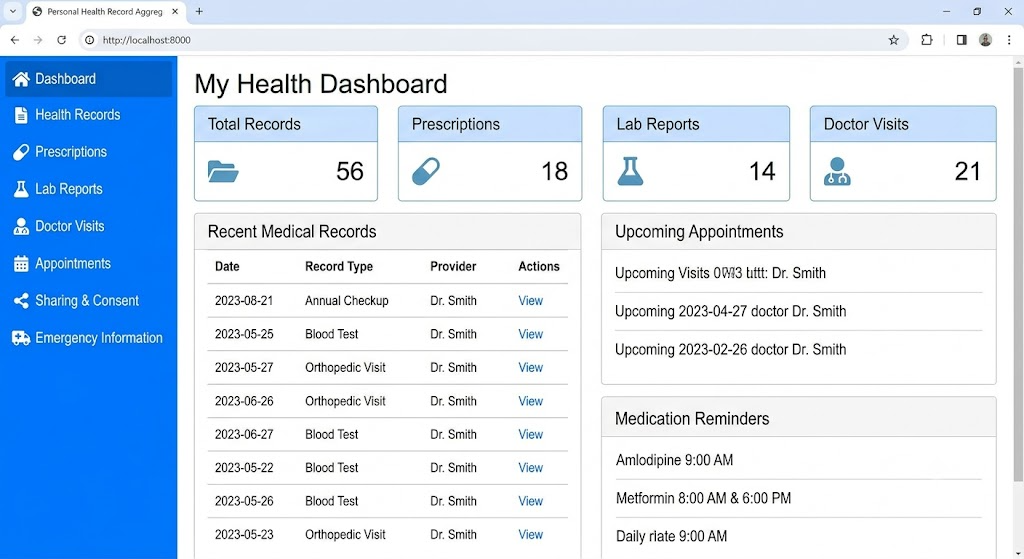 Personal Health Record Aggreg
http://localhost:8000
Dashboard
Health Records
Prescriptions
Lab Reports
Doctor Visits
Appointments
Sharing & Consent
Emergency Information
My Health Dashboard
Total Records
56
Prescriptions
18
Lab Reports
14
Doctor Visits
21
Recent Medical Records
Date Record Type Provider Actions
2023-08-21 Annual Checkup Dr. Smith View
2023-05-25 Blood Test Dr. Smith View
2023-05-27 Orthopedic Visit Dr. Smith View
2023-06-26 Orthopedic Visit Dr. Smith View
2023-06-27 Blood Test Dr. Smith View
2023-05-22 Blood Test Dr. Smith View
2023-05-26 Blood Test Dr. Smith View
2023-05-23 Orthopedic Visit Dr. Smith View
Upcoming Appointments
Upcoming Visits Dr. Smith
Upcoming 2023-04-27 doctor Dr. Smith
Upcoming 2023-02-26 doctor Dr. Smith
Medication Reminders
Amlodipine 9:00 AM
Metformin 8:00 AM & 6:00 PM
Daily rlate 9:00 AM